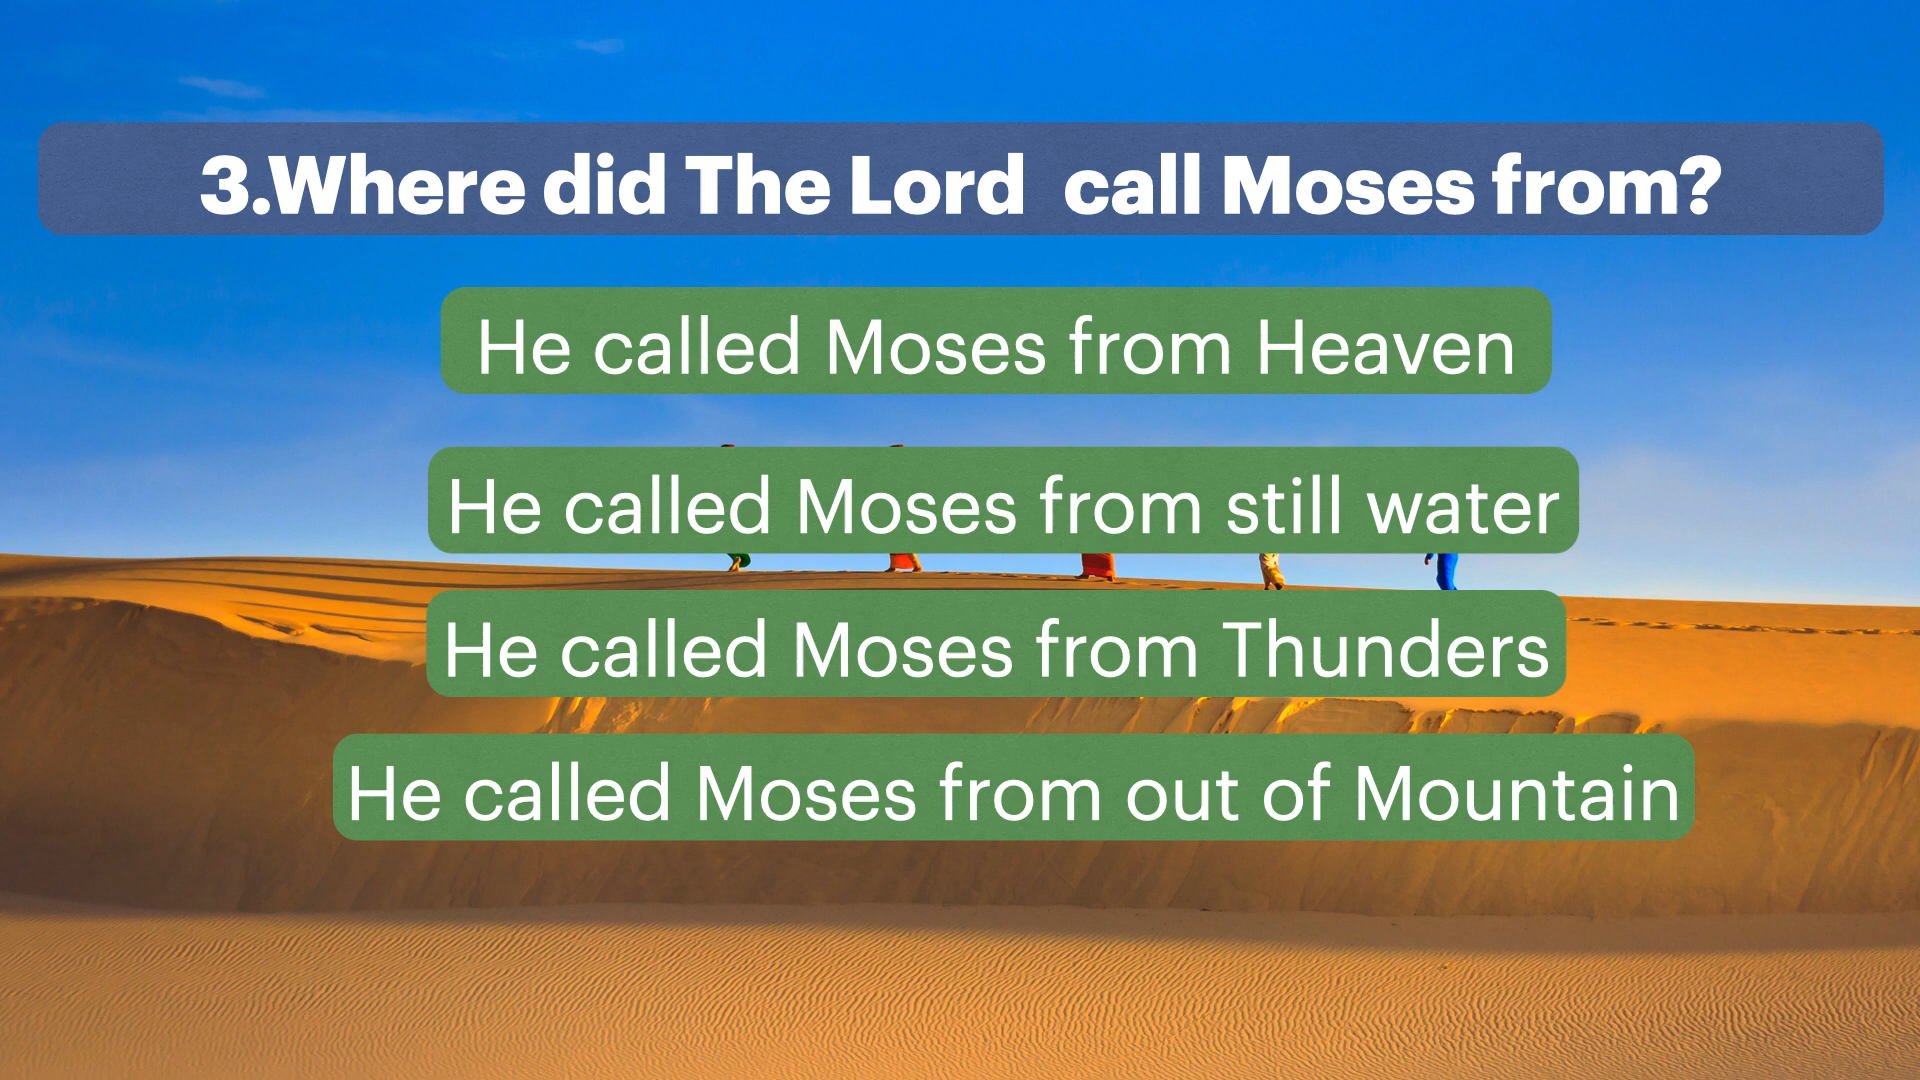 3.Where did The Lord  call Moses from?
He called Moses from Heaven
He called Moses from still water
He called Moses from Thunders
He called Moses from out of Mountain